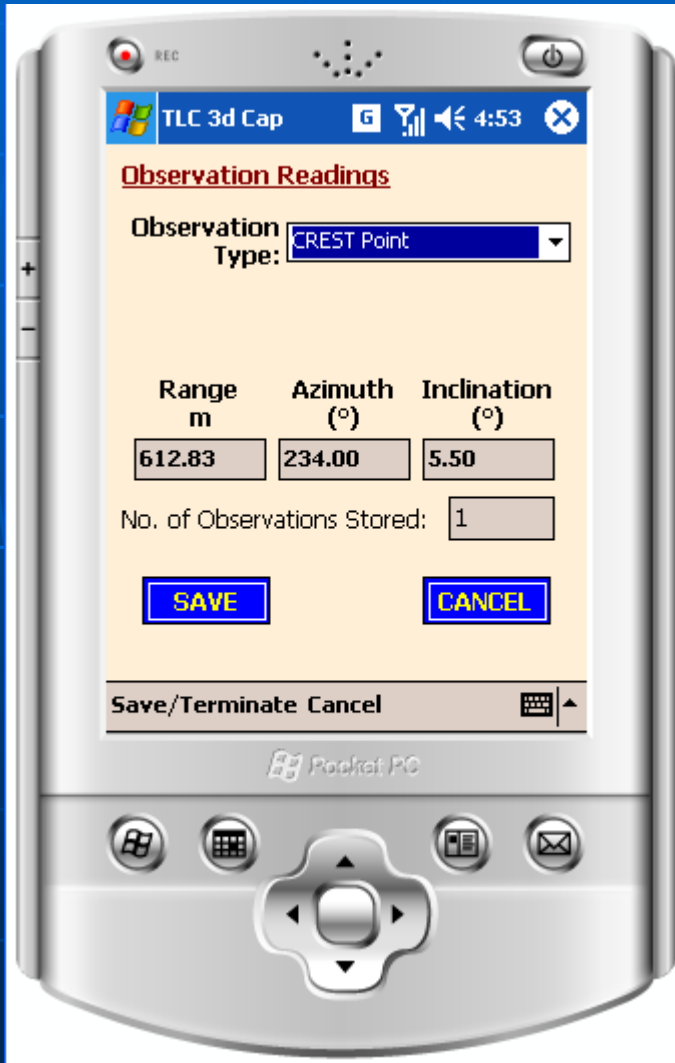 REC
TLC 3d Cap G 4:53
Observation Readings
Observation
Type: CREST Point
Range Azimuth Inclination
m (°) (°)
612.83 234.00 5.50
No. of Observations Stored: 1
SAVE CANCEL
Save/Terminate Cancel
Pocket PC